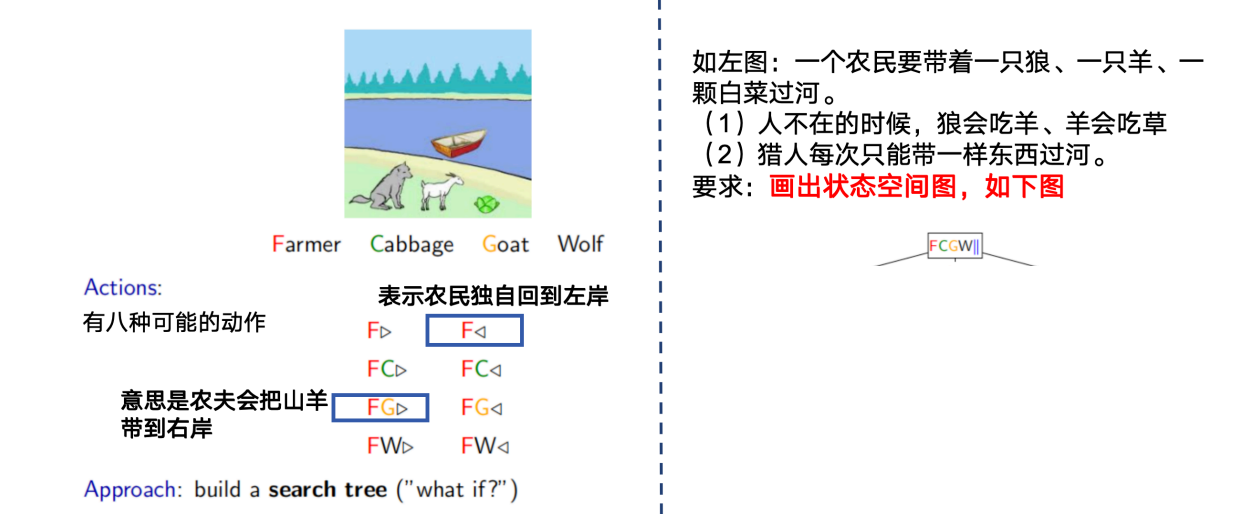 Farmer Cabbage Goat Wolf
Actions:
有八种可能的动作
表示农民独自回到左岸
F▷ F◁
FC▷ FC◁
意思是农夫会把山羊
带到右岸
FG▷ FG◁
FW▷ FW◁
Approach: build a search tree ("what if?")
如左图：一个农民要带着一只狼、一只羊、一
颗白菜过河。
（1）人不在的时候，狼会吃羊、羊会吃草
（2）猎人每次只能带一样东西过河。
要求：画出状态空间图，如下图
FCGW||